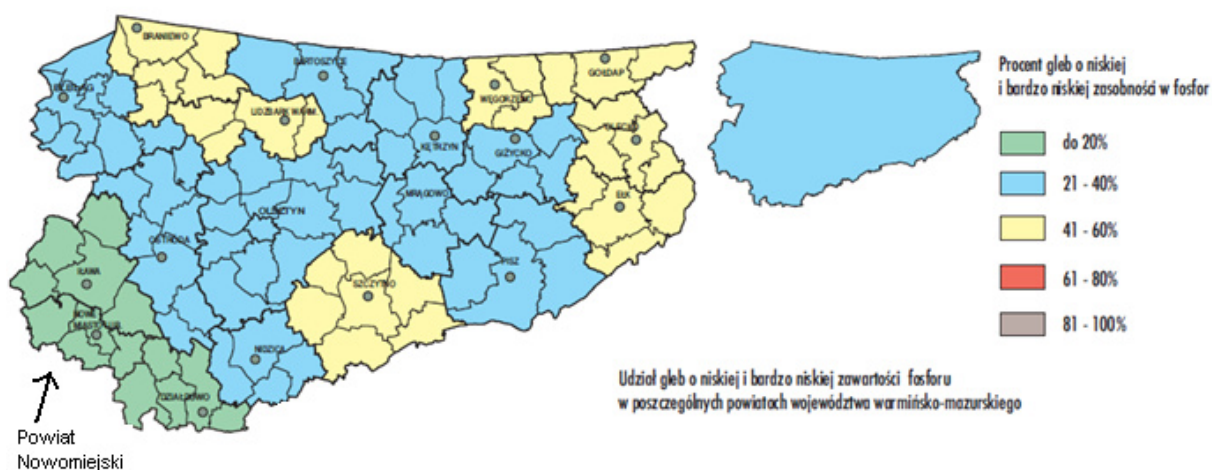 BRANIEWO
BARTOSZYCE
GOŁDAP
WĘGORZEWO
ELBLĄG
LIDZBARK WARM.
OLECKO
KĘTRZYN
GIŻYCKO
MRĄGOWO
EŁK
OLSZTYN
OSTRÓDA
PISZ
IŁAWA
SZCZYTNO
NOWE
MIASTO LUB.
NIDZICA
DZIAŁDOWO
Powiat
Nowomiejski
Procent gleb o niskiej
i bardzo niskiej zasobności w fosfor
do 20%
21 - 40%
41 - 60%
61 - 80%
81 - 100%
Udział gleb o niskiej i bardzo niskiej zawartości fosforu
w poszczególnych powiatach województwa warmińsko-mazurskiego